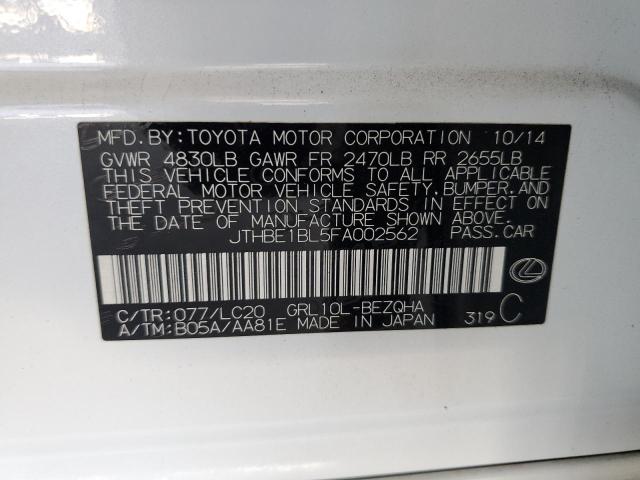 MFD. BY: TOYOTA MOTOR CORPORATION 10/14
GVWR 4830LB GAWR FR 2470LB RR 2655LB
THIS VEHICLE CONFORMS TO ALL APPLICABLE
FEDERAL MOTOR VEHICLE SAFETY, BUMPER, AND
THEFT PREVENTION STANDARDS IN EFFECT ON
THE DATE OF MANUFACTURE SHOWN ABOVE.
JTHBE1BL5FA002562 PASS. CAR
C/TR: 077/LC20 GRL10L-BEZQHA
A/TM: B05A/AA81E MADE IN JAPAN 319 C